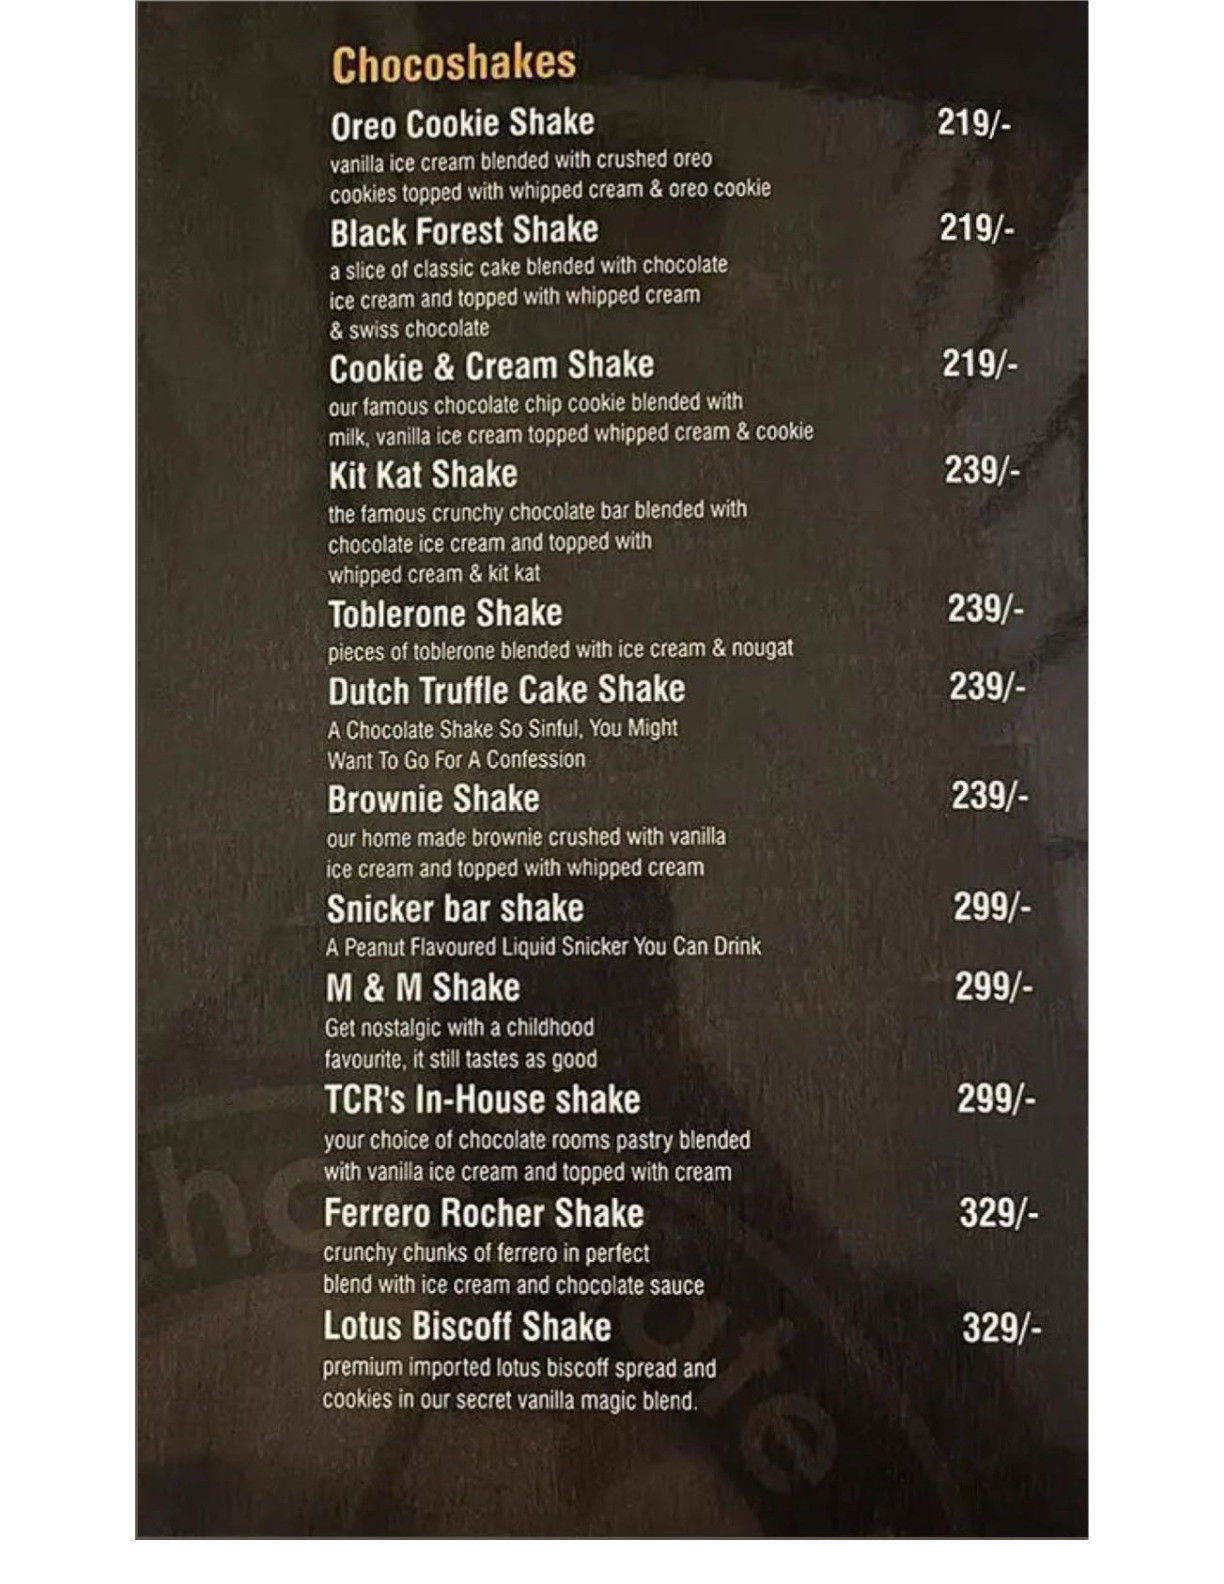 Chocoshakes
Oreo Cookie Shake 219/-
vanilla ice cream blended with crushed oreo
cookies topped with whipped cream & oreo cookie
Black Forest Shake 219/-
a slice of classic cake blended with chocolate
ice cream and topped with whipped cream
& swiss chocolate
Cookie & Cream Shake 219/-
our famous chocolate chip cookie blended with
milk, vanilla ice cream topped whipped cream & cookie
Kit Kat Shake 239/-
the famous crunchy chocolate bar blended with
chocolate ice cream and topped with
whipped cream & kit kat
Toblerone Shake 239/-
pieces of toblerone blended with ice cream & nougat
Dutch Truffle Cake Shake 239/-
A Chocolate Shake So Sinful, You Might
Want To Go For A Confession
Brownie Shake 239/-
our home made brownie crushed with vanilla
ice cream and topped with whipped cream
Snicker bar shake 299/-
A Peanut Flavoured Liquid Snicker You Can Drink
M & M Shake 299/-
Get nostalgic with a childhood
favourite, it still tastes as good
TCR's In-House shake 299/-
your choice of chocolate rooms pastry blended
with vanilla ice cream and topped with cream
Ferrero Rocher Shake 329/-
crunchy chunks of ferrero in perfect
blend with ice cream and chocolate sauce
Lotus Biscoff Shake 329/-
premium imported lotus biscoff spread and
cookies in our secret vanilla magic blend.